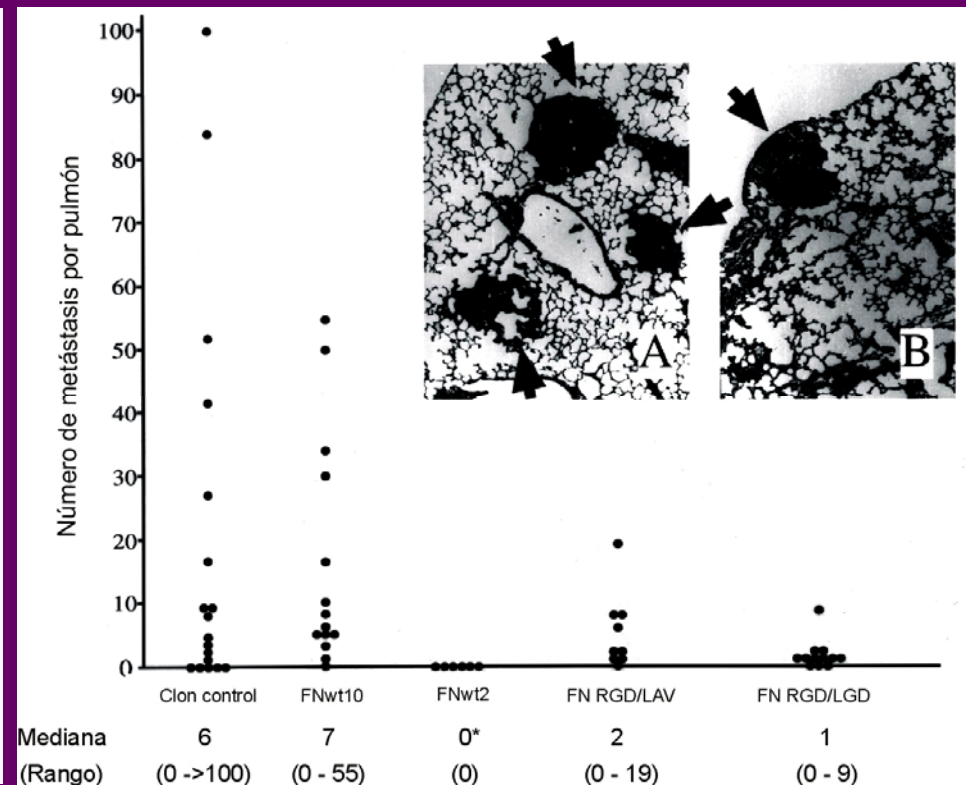 Número de metástasis por pulmón
100
90
80
70
60
50
40
30
20
10
0
A
B
Clon control FNwt10 FNwt2 FN RGD/LAV FN RGD/LGD
Mediana 6 7 0* 2 1
(Rango) (0 ->100) (0 - 55) (0) (0 - 19) (0 - 9)